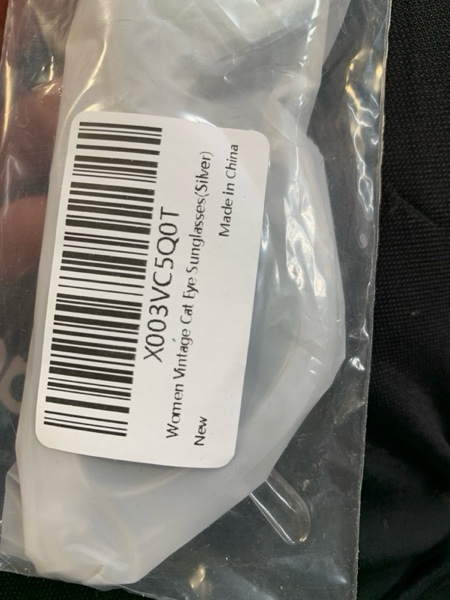 X003VC5Q0T
Women Vintage Cat Eye Sunglasses(Silver)
New
Made in China